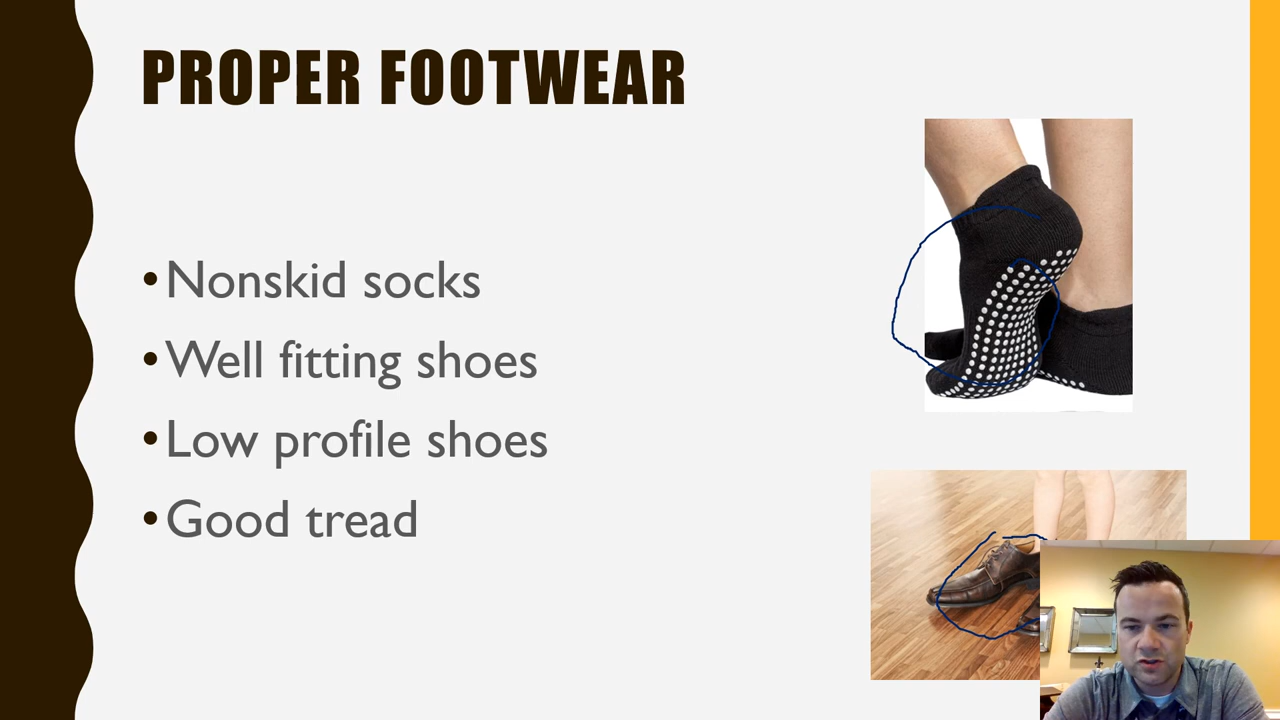 PROPER FOOTWEAR
•Nonskid socks
•Well fitting shoes
•Low profile shoes
•Good tread